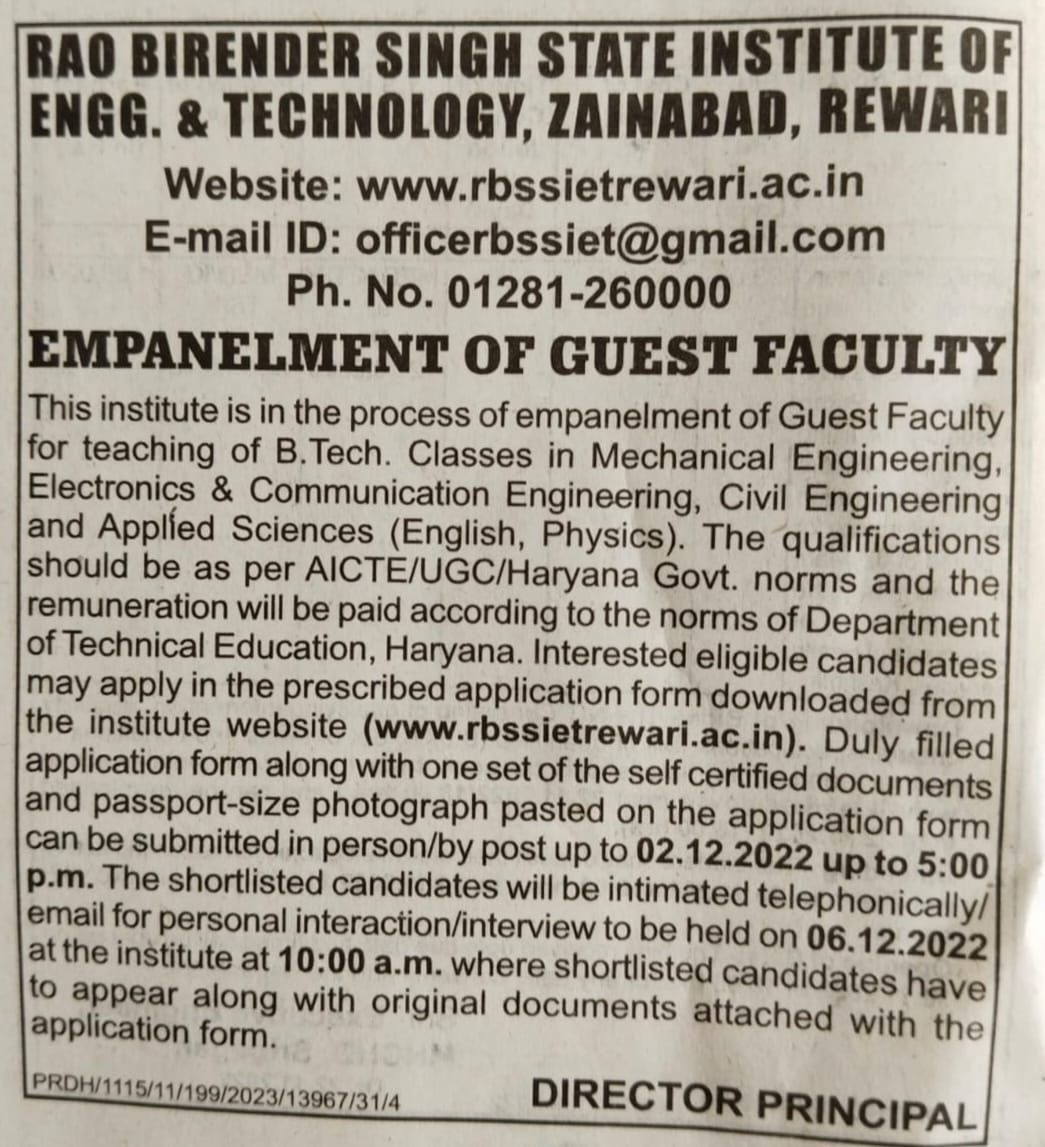 RAO BIRENDER SINGH STATE INSTITUTE OF
ENGG. & TECHNOLOGY, ZAINABAD, REWARI
Website: www.rbssietrewari.ac.in
E-mail ID: officerbssiet@gmail.com
Ph. No. 01281-260000
EMPANELMENT OF GUEST FACULTY
This institute is in the process of empanelment of Guest Faculty
for teaching of B.Tech. Classes in Mechanical Engineering,
Electronics & Communication Engineering, Civil Engineering
and Applied Sciences (English, Physics). The qualifications
should be as per AICTE/UGC/Haryana Govt. norms and the
remuneration will be paid according to the norms of Department
of Technical Education, Haryana. Interested eligible candidates
may apply in the prescribed application form downloaded from
the institute website (www.rbssietrewari.ac.in). Duly filled
application form along with one set of the self certified documents
and passport-size photograph pasted on the application form
can be submitted in person/by post up to 02.12.2022 up to 5:00
p.m. The shortlisted candidates will be intimated telephonically/
email for personal interaction/interview to be held on 06.12.2022
at the institute at 10:00 a.m. where shortlisted candidates have
to appear along with original documents attached with the
application form.
PRDH/1115/11/199/2023/13967/31/4
DIRECTOR PRINCIPAL